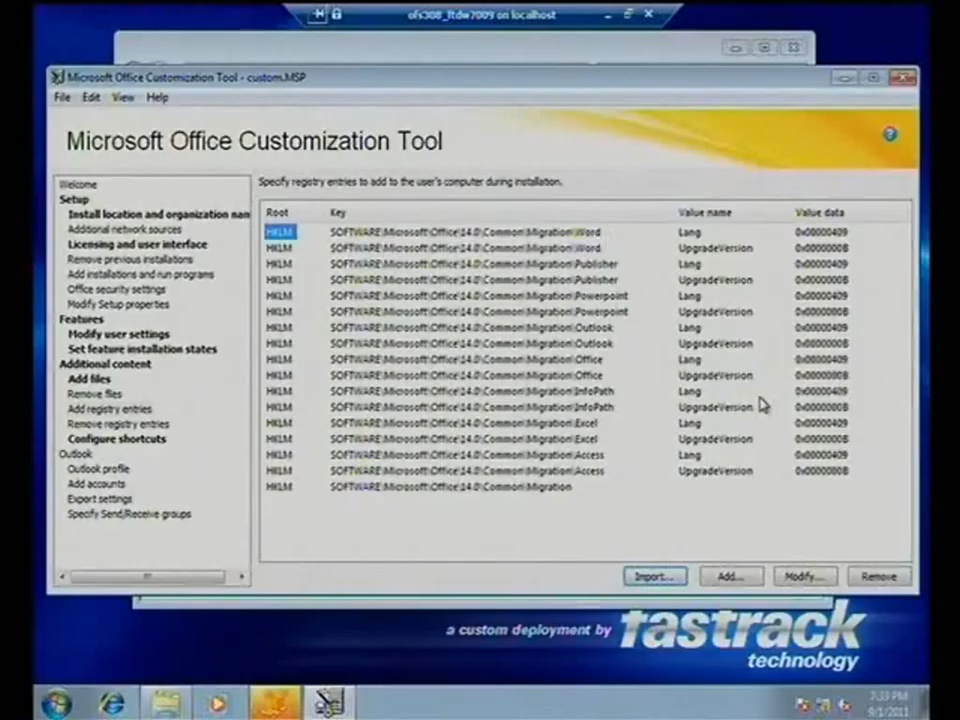 ofs308_ftdw7009 on localhost
Microsoft Office Customization Tool - custom.MSP
File Edit View Help
Microsoft Office Customization Tool
Welcome
Setup
Install location and organization nam
Additional network sources
Licensing and user interface
Remove previous installations
Add installations and run programs
Office security settings
Modify Setup properties
Features
Modify user settings
Set feature installation states
Additional content
Add files
Remove files
Add registry entries
Remove registry entries
Configure shortcuts
Outlook
Outlook profile
Add accounts
Export settings
Specify Send/Receive groups
Specify registry entries to add to the user's computer during installation.
Root Key Value name Value data
HKLM SOFTWARE\Microsoft\Office\14.0\Common\Migration\Word Lang 0x00000409
HKLM SOFTWARE\Microsoft\Office\14.0\Common\Migration\Word UpgradeVersion 0x0000000B
HKLM SOFTWARE\Microsoft\Office\14.0\Common\Migration\Publisher Lang 0x00000409
HKLM SOFTWARE\Microsoft\Office\14.0\Common\Migration\Publisher UpgradeVersion 0x0000000B
HKLM SOFTWARE\Microsoft\Office\14.0\Common\Migration\Powerpoint Lang 0x00000409
HKLM SOFTWARE\Microsoft\Office\14.0\Common\Migration\Powerpoint UpgradeVersion 0x0000000B
HKLM SOFTWARE\Microsoft\Office\14.0\Common\Migration\Outlook Lang 0x00000409
HKLM SOFTWARE\Microsoft\Office\14.0\Common\Migration\Outlook UpgradeVersion 0x0000000B
HKLM SOFTWARE\Microsoft\Office\14.0\Common\Migration\Office Lang 0x00000409
HKLM SOFTWARE\Microsoft\Office\14.0\Common\Migration\Office UpgradeVersion 0x0000000B
HKLM SOFTWARE\Microsoft\Office\14.0\Common\Migration\InfoPath Lang 0x00000409
HKLM SOFTWARE\Microsoft\Office\14.0\Common\Migration\InfoPath UpgradeVersion 0x0000000B
HKLM SOFTWARE\Microsoft\Office\14.0\Common\Migration\Excel Lang 0x00000409
HKLM SOFTWARE\Microsoft\Office\14.0\Common\Migration\Excel UpgradeVersion 0x0000000B
HKLM SOFTWARE\Microsoft\Office\14.0\Common\Migration\Access Lang 0x00000409
HKLM SOFTWARE\Microsoft\Office\14.0\Common\Migration\Access UpgradeVersion 0x0000000B
HKLM SOFTWARE\Microsoft\Office\14.0\Common\Migration
Import... Add... Modify... Remove
a custom deployment by fastrack
technology
7:33 PM
9/1/2011